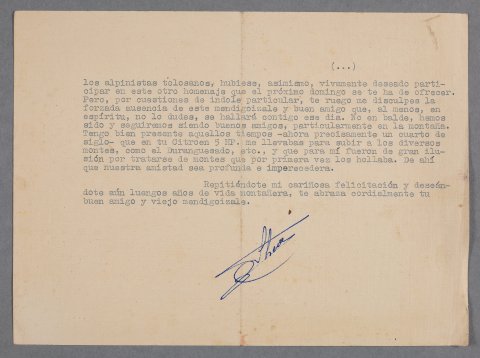 (...)
los alpinistas tolosanos, hubiese, asimismo, vivamente deseado parti-
cipar en este otro homenaje que el próximo domingo se te ha de ofrecer.
Pero, por cuestiones de índole particular, te ruego me disculpes la
forzada ausencia de este mendigoizale y buen amigo que, al menos, en
espíritu, no lo dudes, se hallará contigo ese día. No en balde, hemos
sido y seguiremos siendo buenos amigos, particularmente en la montaña.
Tengo bien presente aquellos tiempos -ahora precisamente un cuarto de
siglo- que en tu Citroen 5 HP. me llevabas para subir a los diversos
montes, como el Duranguesado, etc., y que para mí fueron de gran ilu-
sión por tratarse de montes que por primera vez los hollaba. De ahí
que nuestra amistad sea profunda e imperecedera.
Repitiéndote mi cariñosa felicitación y deseán-
dote aún luengos años de vida montañera, te abraza cordialmente tu
buen amigo y viejo mendigoizale.